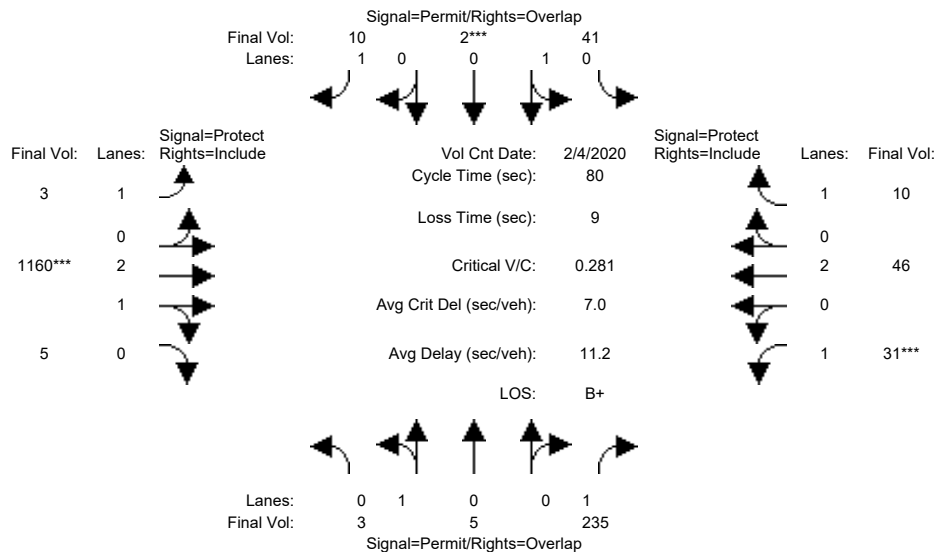 Signal=Permit/Rights=Overlap
Final Vol: 10 2*** 41
Lanes: 1 0 0 1 0
Signal=Protect Signal=Protect
Final Vol: Lanes: Rights=Include Vol Cnt Date: 2/4/2020 Rights=Include Lanes: Final Vol:
Cycle Time (sec): 80
3 1 1 10
Loss Time (sec): 9
0 0
1160*** 2 Critical V/C: 0.281 2 46
1 Avg Crit Del (sec/veh): 7.0 0
5 0 Avg Delay (sec/veh): 11.2 1 31***
LOS: B+
Lanes: 0 1 0 0 1
Final Vol: 3 5 235
Signal=Permit/Rights=Overlap